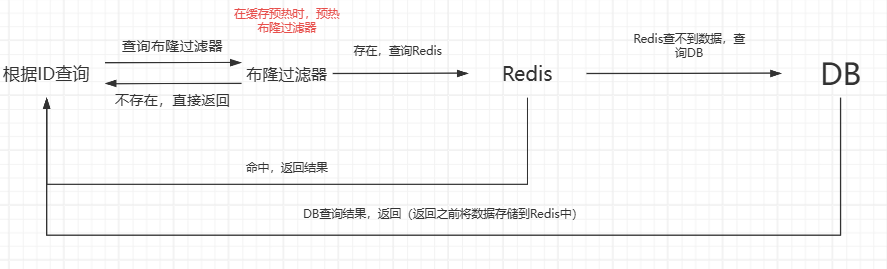 在缓存预热时，预热
布隆过滤器
查询布隆过滤器
存在，查询Redis
Redis查不到数据，查
询DB
根据ID查询
布隆过滤器
Redis
DB
不存在，直接返回
命中，返回结果
DB查询结果，返回（返回之前将数据存储到Redis中）